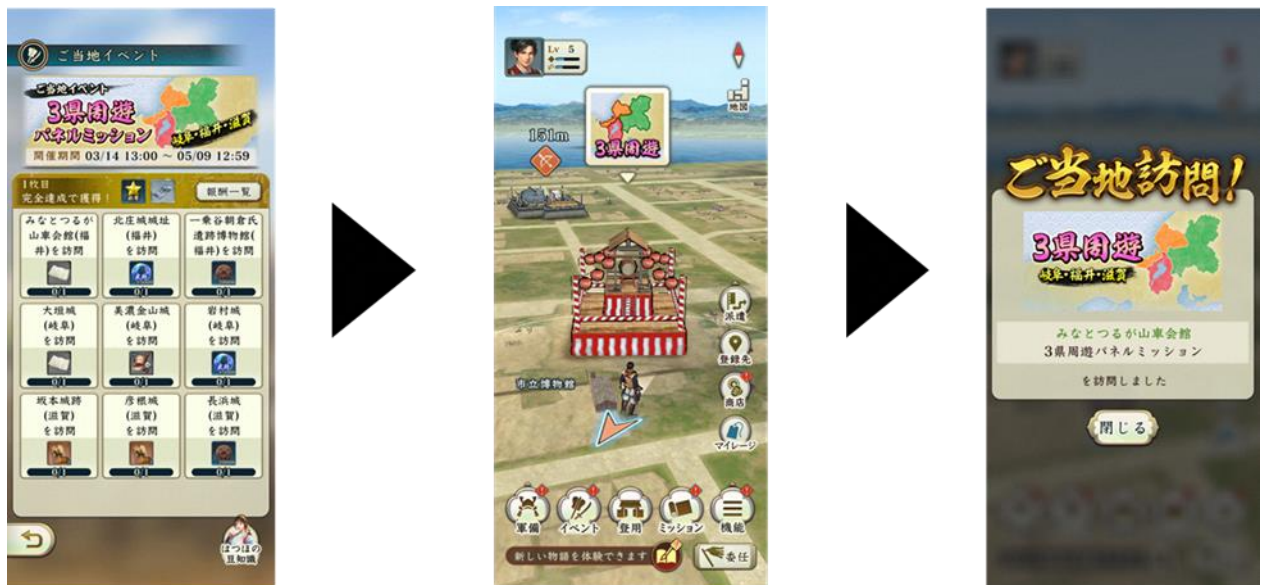 ご当地イベント
ご当地イベント
3県周遊
パネルミッション
岐阜・福井・滋賀
開催期間 03/14 13:00 ～ 05/09 12:59
1枚目
完全達成で獲得!
報酬一覧
みなとつるが
山車会館(福
井)を訪問
0/1
北庄城城址
(福井)
を訪問
0/1
一乗谷朝倉氏
遺跡博物館(
福井)を訪問
0/1
大垣城
(岐阜)
を訪問
0/1
美濃金山城
(岐阜)
を訪問
0/1
岩村城
(岐阜)
を訪問
0/1
坂本城跡
(滋賀)
を訪問
0/1
彦根城
(滋賀)
を訪問
0/1
長浜城
(滋賀)
を訪問
0/1
はつほの
豆知識
Lv 5
地図
151m
3県周遊
派遣
登録先
市立博物館
商店
マイレージ
軍備
イベント
登用
ミッション
機能
新しい物語を体験できます
委任
ご当地訪問!
3県周遊
岐阜・福井・滋賀
みなとつるが山車会館
3県周遊パネルミッション
を訪問しました
閉じる